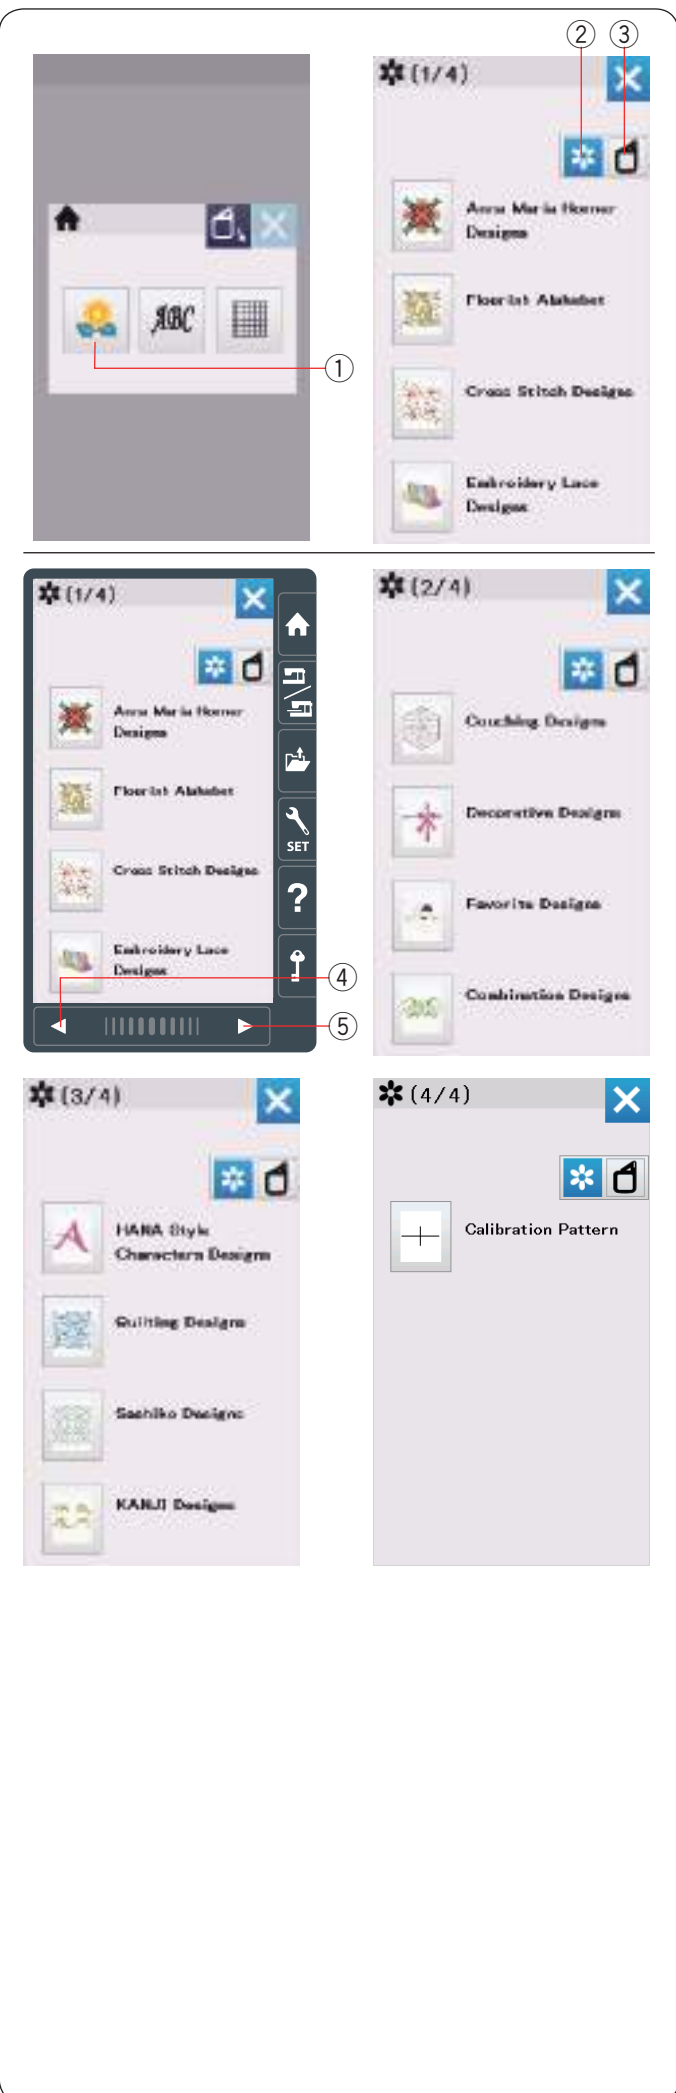 ② ③
(1/4)
Anna Maria Horner
Designs
ABC
①
Flourish Alphabet
Cross Stitch Designs
Embroidery Lace
Designs
(1/4)
Anna Maria Horner
Designs
Flourish Alphabet
Cross Stitch Designs
Embroidery Lace
Designs
SET
?
④
⑤
(2/4)
Couching Designs
Decorative Designs
Favorite Designs
Combination Designs
(3/4)
A
HANA Style
Characters Designs
Quilting Designs
Sashiko Designs
KANJI Designs
(4/4)
Calibration Pattern